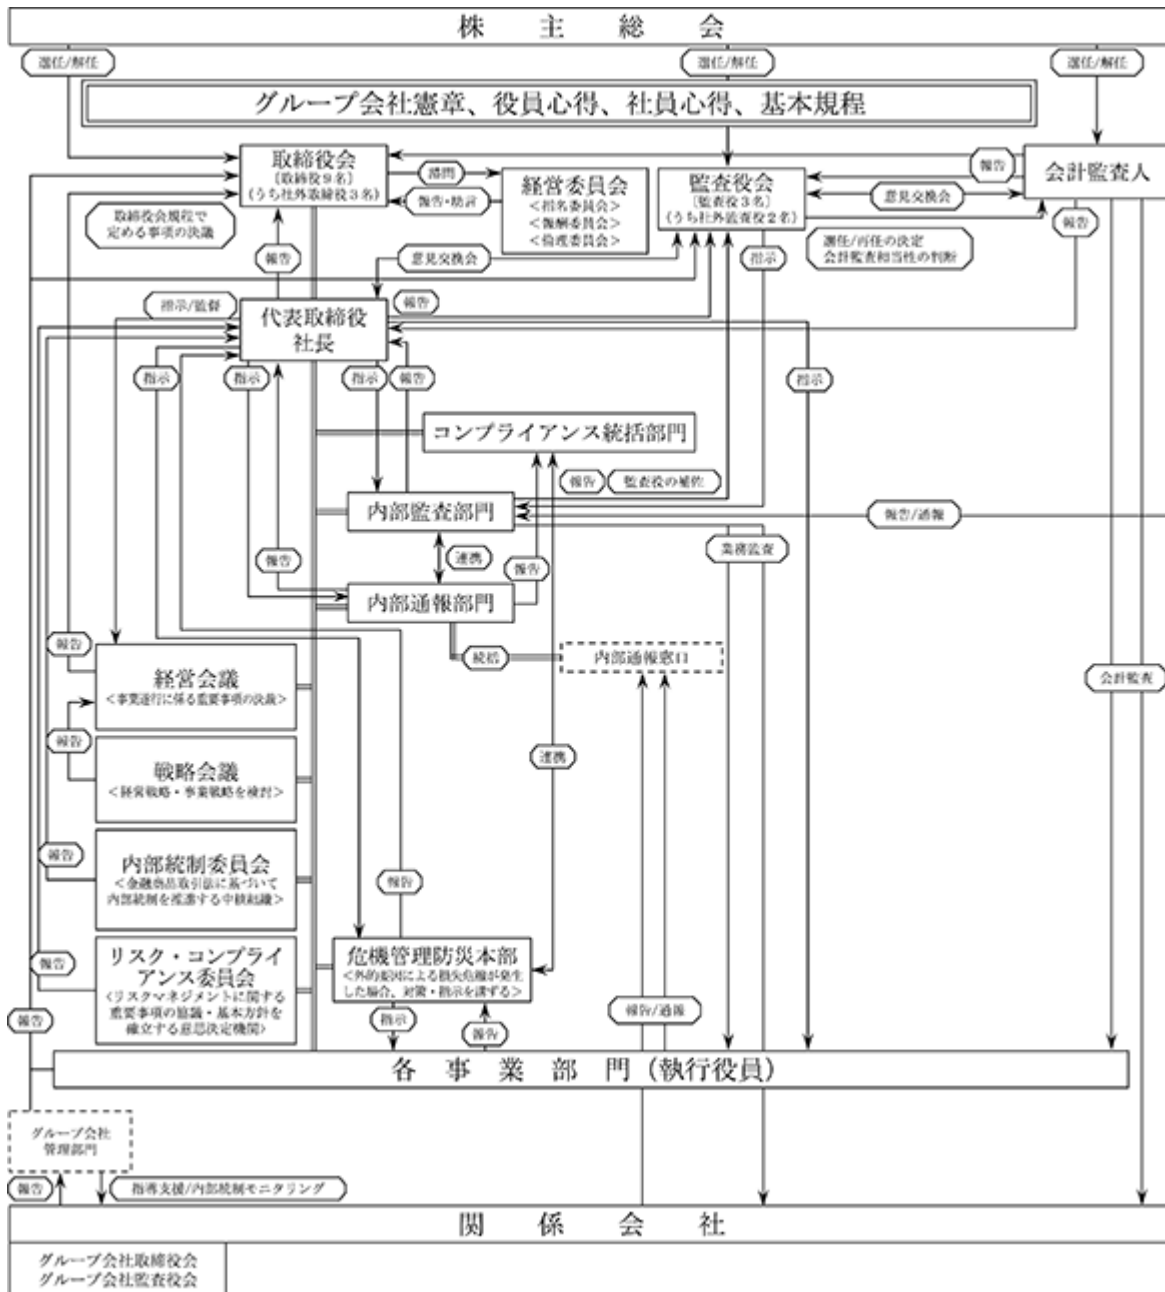 株主総会
選任/解任
選任/解任
選任/解任
グループ会社憲章、役員心得、社員心得、基本規程
取締役会
〔取締役9名〕
(うち社外取締役3名)
諮問
報告・助言
経営委員会
<指名委員会>
<報酬委員会>
<倫理委員会>
監査役会
〔監査役3名〕
(うち社外監査役2名)
報告
意見交換会
会計監査人
取締役会規程で
定める事項の決議
報告
意見交換会
指示
選任/再任の決定
会計監査相当性の判断
報告
指示/監督
代表取締役
社長
報告
指示
指示
指示
報告
指示
コンプライアンス統括部門
報告
監査役の補佐
内部監査部門
報告/通報
業務監査
連携
報告
報告
内部通報部門
統括
内部通報窓口
報告
経営会議
<事業遂行に係る重要事項の決裁>
会計監査
報告
戦略会議
<経営戦略・事業戦略を検討>
連携
報告
内部統制委員会
<金融商品取引法に基づいて
内部統制を推進する中核組織>
報告
報告
リスク・コンプライ
アンス委員会
<リスクマネジメントに関する
重要事項の協議・基本方針を
確立する意思決定機関>
危機管理防災本部
<外的要因による損失危険が発生
した場合、対策・指示を講ずる>
報告
指示
報告
報告/通報
各事業部門(執行役員)
グループ会社
管理部門
報告
指導支援/内部統制モニタリング
関係会社
グループ会社取締役会
グループ会社監査役会